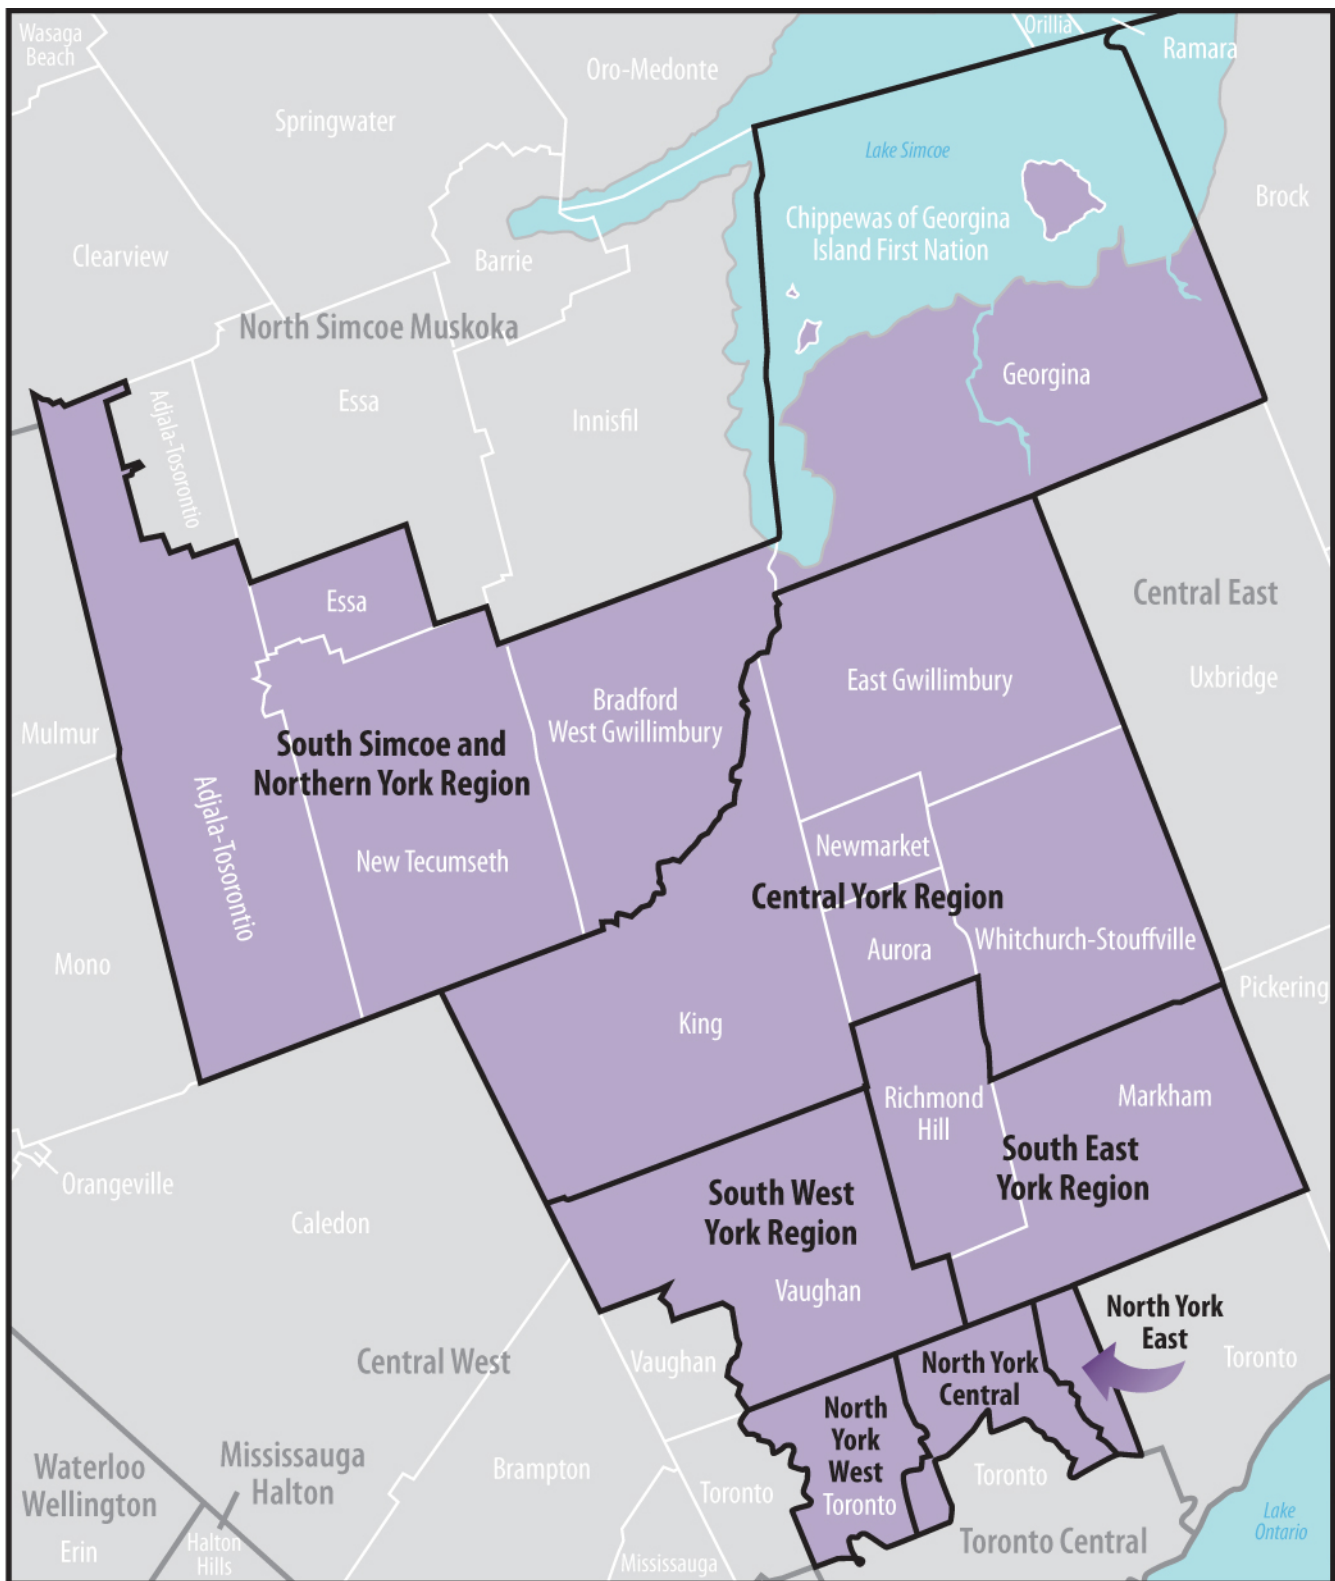 Wasaga
Beach
Orillia
Ramara
Oro-Medonte
Springwater
Lake Simcoe
Brock
Chippewas of Georgina
Island First Nation
Clearview
Barrie
North Simcoe Muskoka
Georgina
Essa
Adjala-Tosorontio
Innisfil
Central East
Essa
Uxbridge
East Gwillimbury
Bradford
West Gwillimbury
Mulmur
South Simcoe and
Northern York Region
Adjala-Tosorontio
New Tecumseth
Newmarket
Central York Region
Aurora
Whitchurch-Stouffville
Mono
Pickering
King
Richmond
Hill
Markham
South East
York Region
Orangeville
South West
York Region
Caledon
Vaughan
North York
East
Central West
Vaughan
North York
Central
Toronto
North
York
West
Toronto
Waterloo
Wellington
Mississauga
Halton
Brampton
Toronto
Toronto
Lake
Ontario
Erin
Halton
Hills
Mississauga
Toronto Central